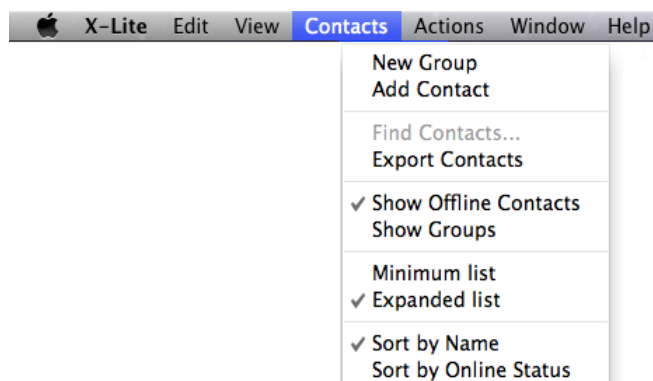 X-Lite Edit View Contacts Actions Window Help
New Group
Add Contact
Find Contacts...
Export Contacts
Show Offline Contacts
Show Groups
Minimum list
Expanded list
Sort by Name
Sort by Online Status